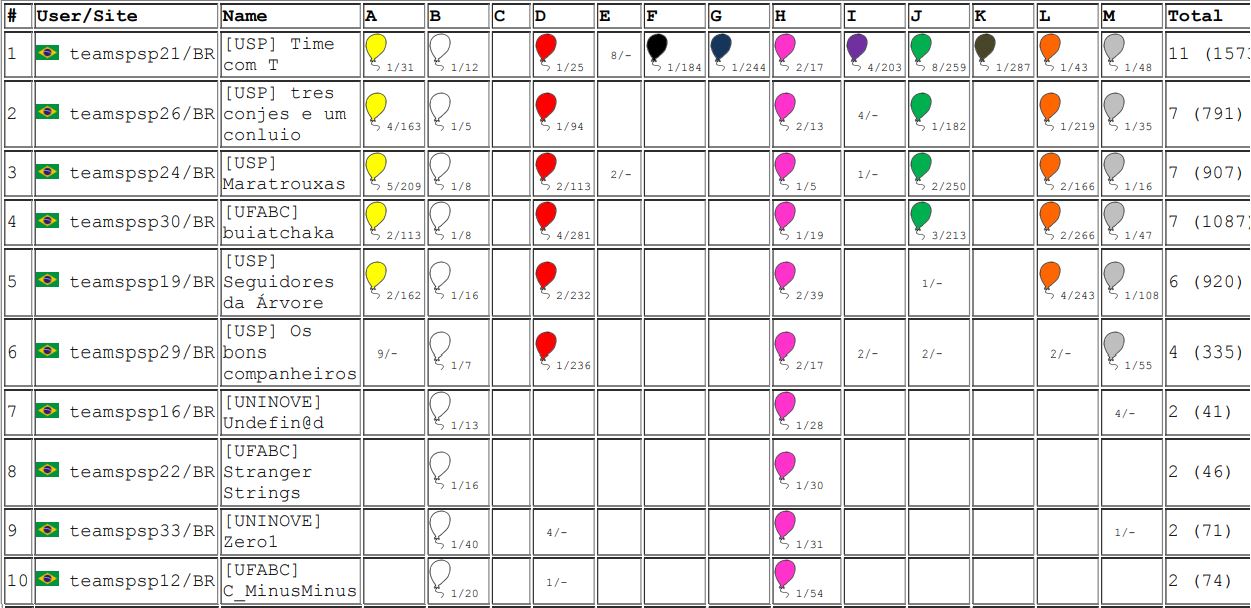 # User/Site Name A B C D E F G H I J K L M Total
1 teamspsp21/BR [USP] Time com T 1/31 1/12 1/25 8/- 1/184 1/244 2/17 4/203 8/259 1/287 1/43 1/48 11 (1573
2 teamspsp26/BR [USP] tres conjes e um conluio 4/163 1/5 1/94 2/13 4/- 1/182 1/219 1/35 7 (791)
3 teamspsp24/BR [USP] Maratrouxas 5/209 1/8 2/113 2/- 1/5 1/- 2/250 2/166 1/16 7 (907)
4 teamspsp30/BR [UFABC] buiatchaka 2/113 1/8 4/281 1/19 3/213 2/266 1/47 7 (1087)
5 teamspsp19/BR [USP] Seguidores da Árvore 2/162 1/16 2/232 2/39 1/- 4/243 1/108 6 (920)
6 teamspsp29/BR [USP] Os bons companheiros 9/- 1/7 1/236 2/17 2/- 2/- 2/- 1/55 4 (335)
7 teamspsp16/BR [UNINOVE] Undefin@d 1/13 1/28 4/- 2 (41)
8 teamspsp22/BR [UFABC] Stranger Strings 1/16 1/30 2 (46)
9 teamspsp33/BR [UNINOVE] Zero1 1/40 4/- 1/31 1/- 2 (71)
10 teamspsp12/BR [UFABC] C_MinusMinus 1/20 1/- 1/54 2 (74)